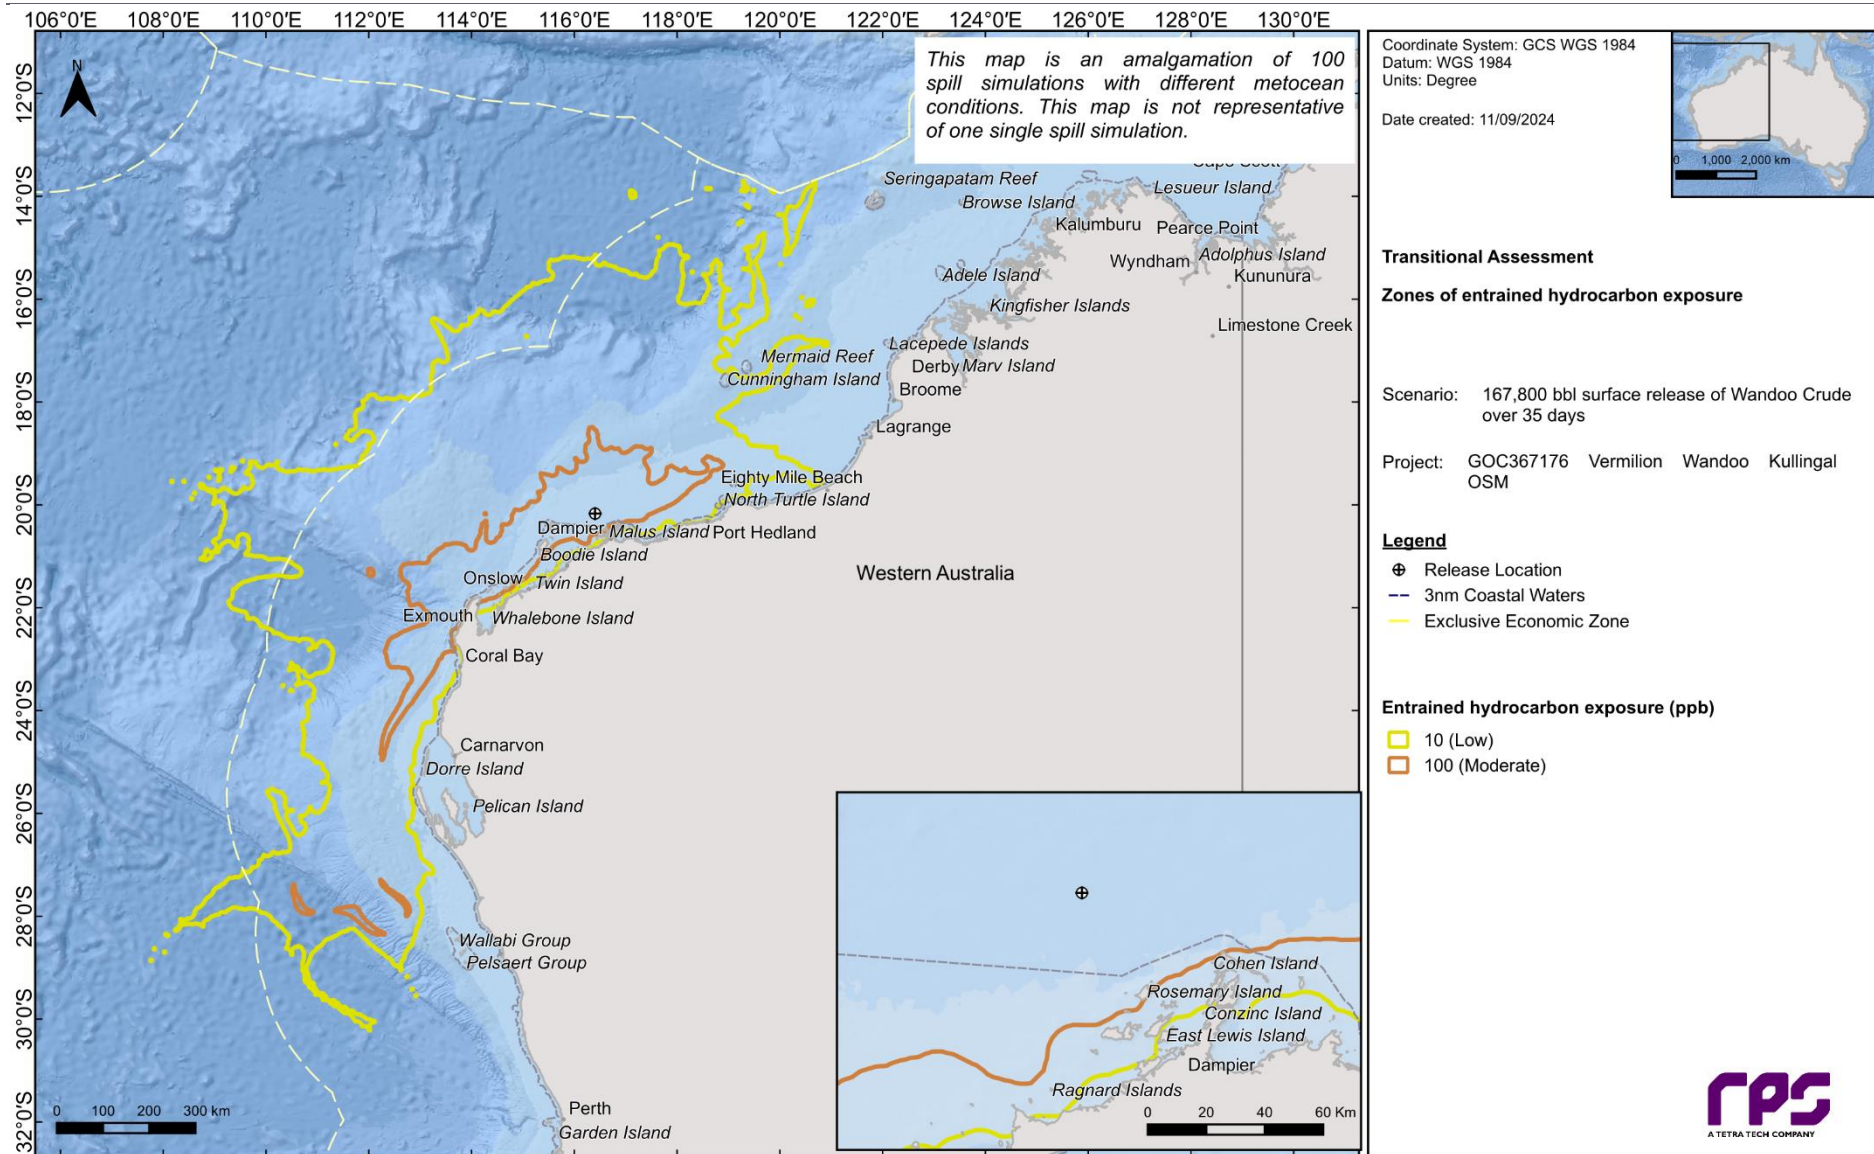 106°0'E 108°0'E 110°0'E 112°0'E 114°0'E 116°0'E 118°0'E 120°0'E 122°0'E 124°0'E 126°0'E 128°0'E 130°0'E
12°0'S
14°0'S
16°0'S
18°0'S
20°0'S
22°0'S
24°0'S
26°0'S
28°0'S
30°0'S
32°0'S
N
This map is an amalgamation of 100
spill simulations with different metocean
conditions. This map is not representative
of one single spill simulation.
Seringapatam Reef
Lesueur Island
Browse Island
Kalumburu
Pearce Point
Wyndham
Adolphus Island
Kununura
Adele Island
Kingfisher Islands
Limestone Creek
Lacepede Islands
Mermaid Reef
Derby
Marv Island
Cunningham Island
Broome
Lagrange
Eighty Mile Beach
North Turtle Island
Dampier
Malus Island
Port Hedland
Boodie Island
Onslow
Twin Island
Western Australia
Exmouth
Whalebone Island
Coral Bay
Carnarvon
Dorre Island
Pelican Island
Wallabi Group
Pelsaert Group
Perth
Garden Island
0 100 200 300 km
Cohen Island
Rosemary Island
Conzinc Island
East Lewis Island
Dampier
Ragnard Islands
0 20 40 60 Km
Coordinate System: GCS WGS 1984
Datum: WGS 1984
Units: Degree
Date created: 11/09/2024
0 1,000 2,000 km
Transitional Assessment
Zones of entrained hydrocarbon exposure
Scenario: 167,800 bbl surface release of Wandoo Crude
over 35 days
Project: GOC367176 Vermilion Wandoo Kullingal
OSM
Legend
Release Location
3nm Coastal Waters
Exclusive Economic Zone
Entrained hydrocarbon exposure (ppb)
10 (Low)
100 (Moderate)
rps
A TETRA TECH COMPANY